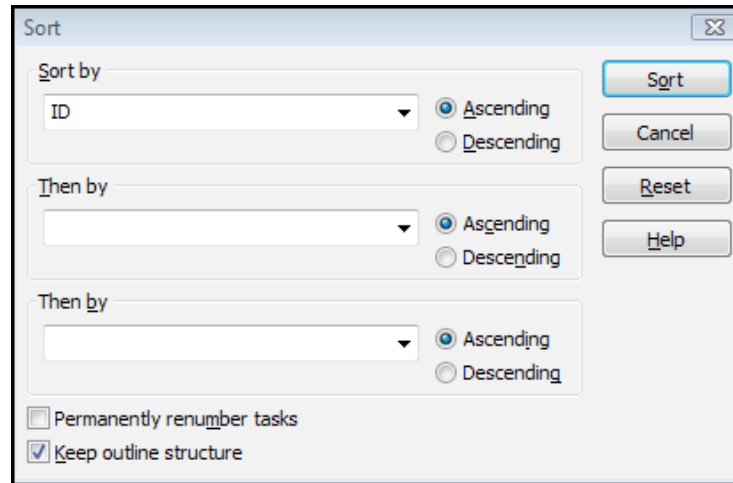 Sort
Sort by
ID
Ascending
Descending
Then by
Ascending
Descending
Then by
Ascending
Descending
Permanently renumber tasks
Keep outline structure
Sort
Cancel
Reset
Help